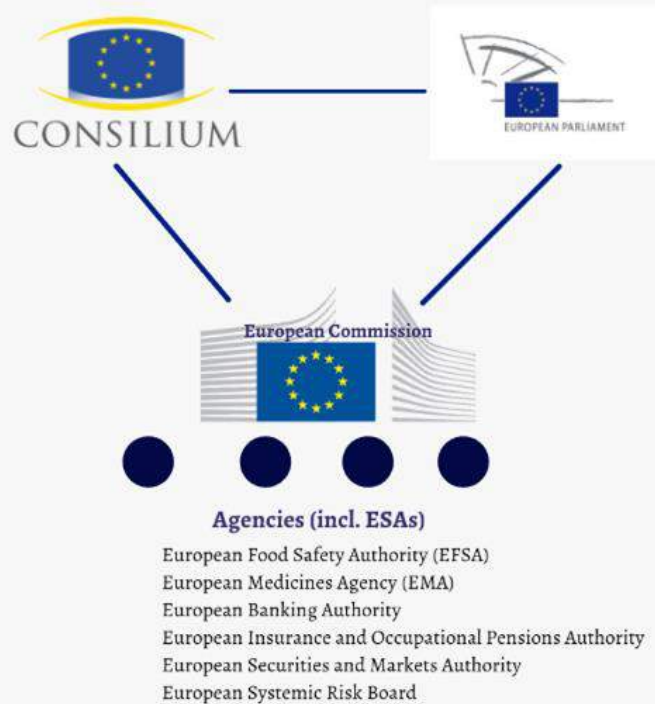 CONSILIUM
EUROPEAN PARLIAMENT
European Commission
Agencies (incl. ESAs)
European Food Safety Authority (EFSA)
European Medicines Agency (EMA)
European Banking Authority
European Insurance and Occupational Pensions Authority
European Securities and Markets Authority
European Systemic Risk Board